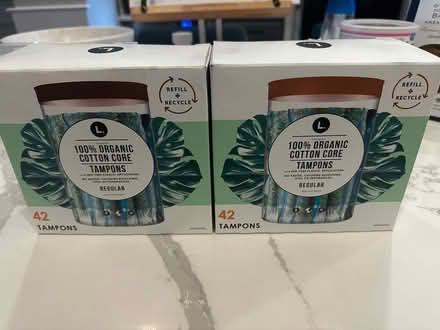 L.
REFILL
+
RECYCLE
L.
100% ORGANIC
COTTON CORE
TAMPONS
REGULAR
42
TAMPONS
L.
REFILL
+
RECYCLE
L.
100% ORGANIC
COTTON CORE
TAMPONS
REGULAR
42
TAMPONS